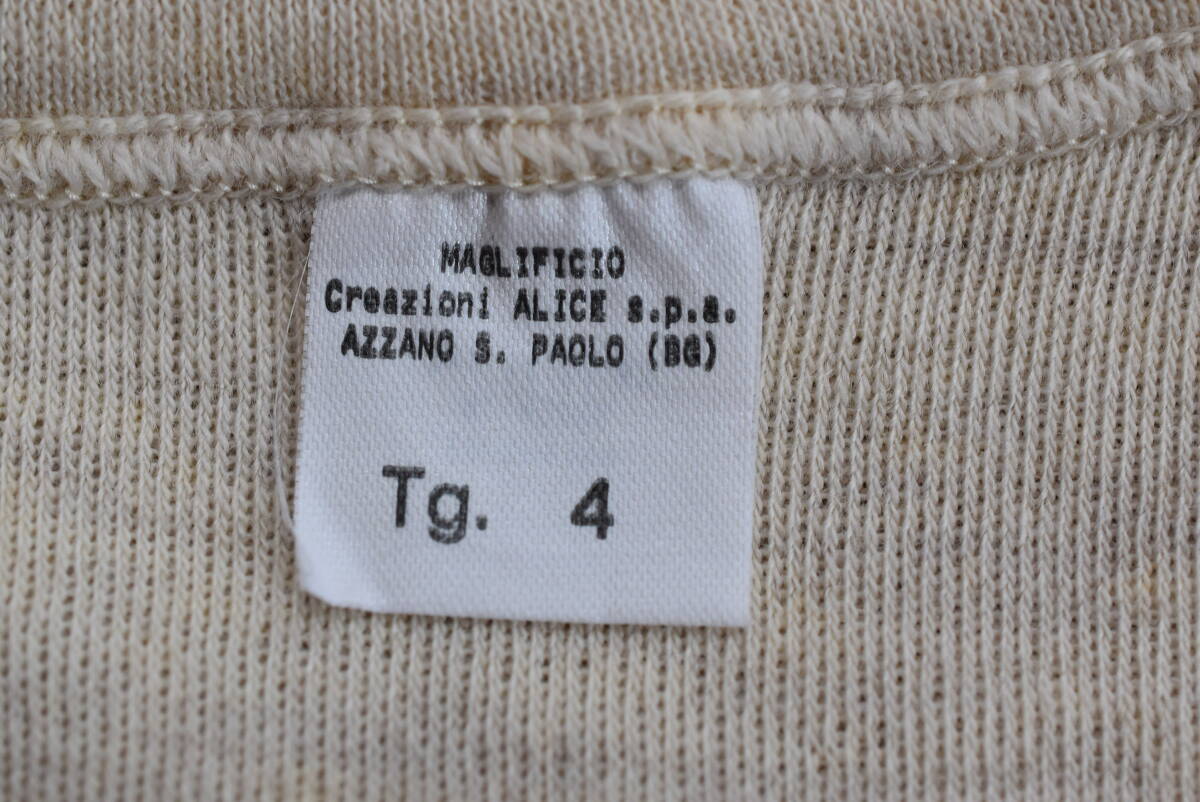 MAGLIFICIO
Creazioni ALICE s.p.a.
AZZANO S. PAOLO (BG)
Tg. 4